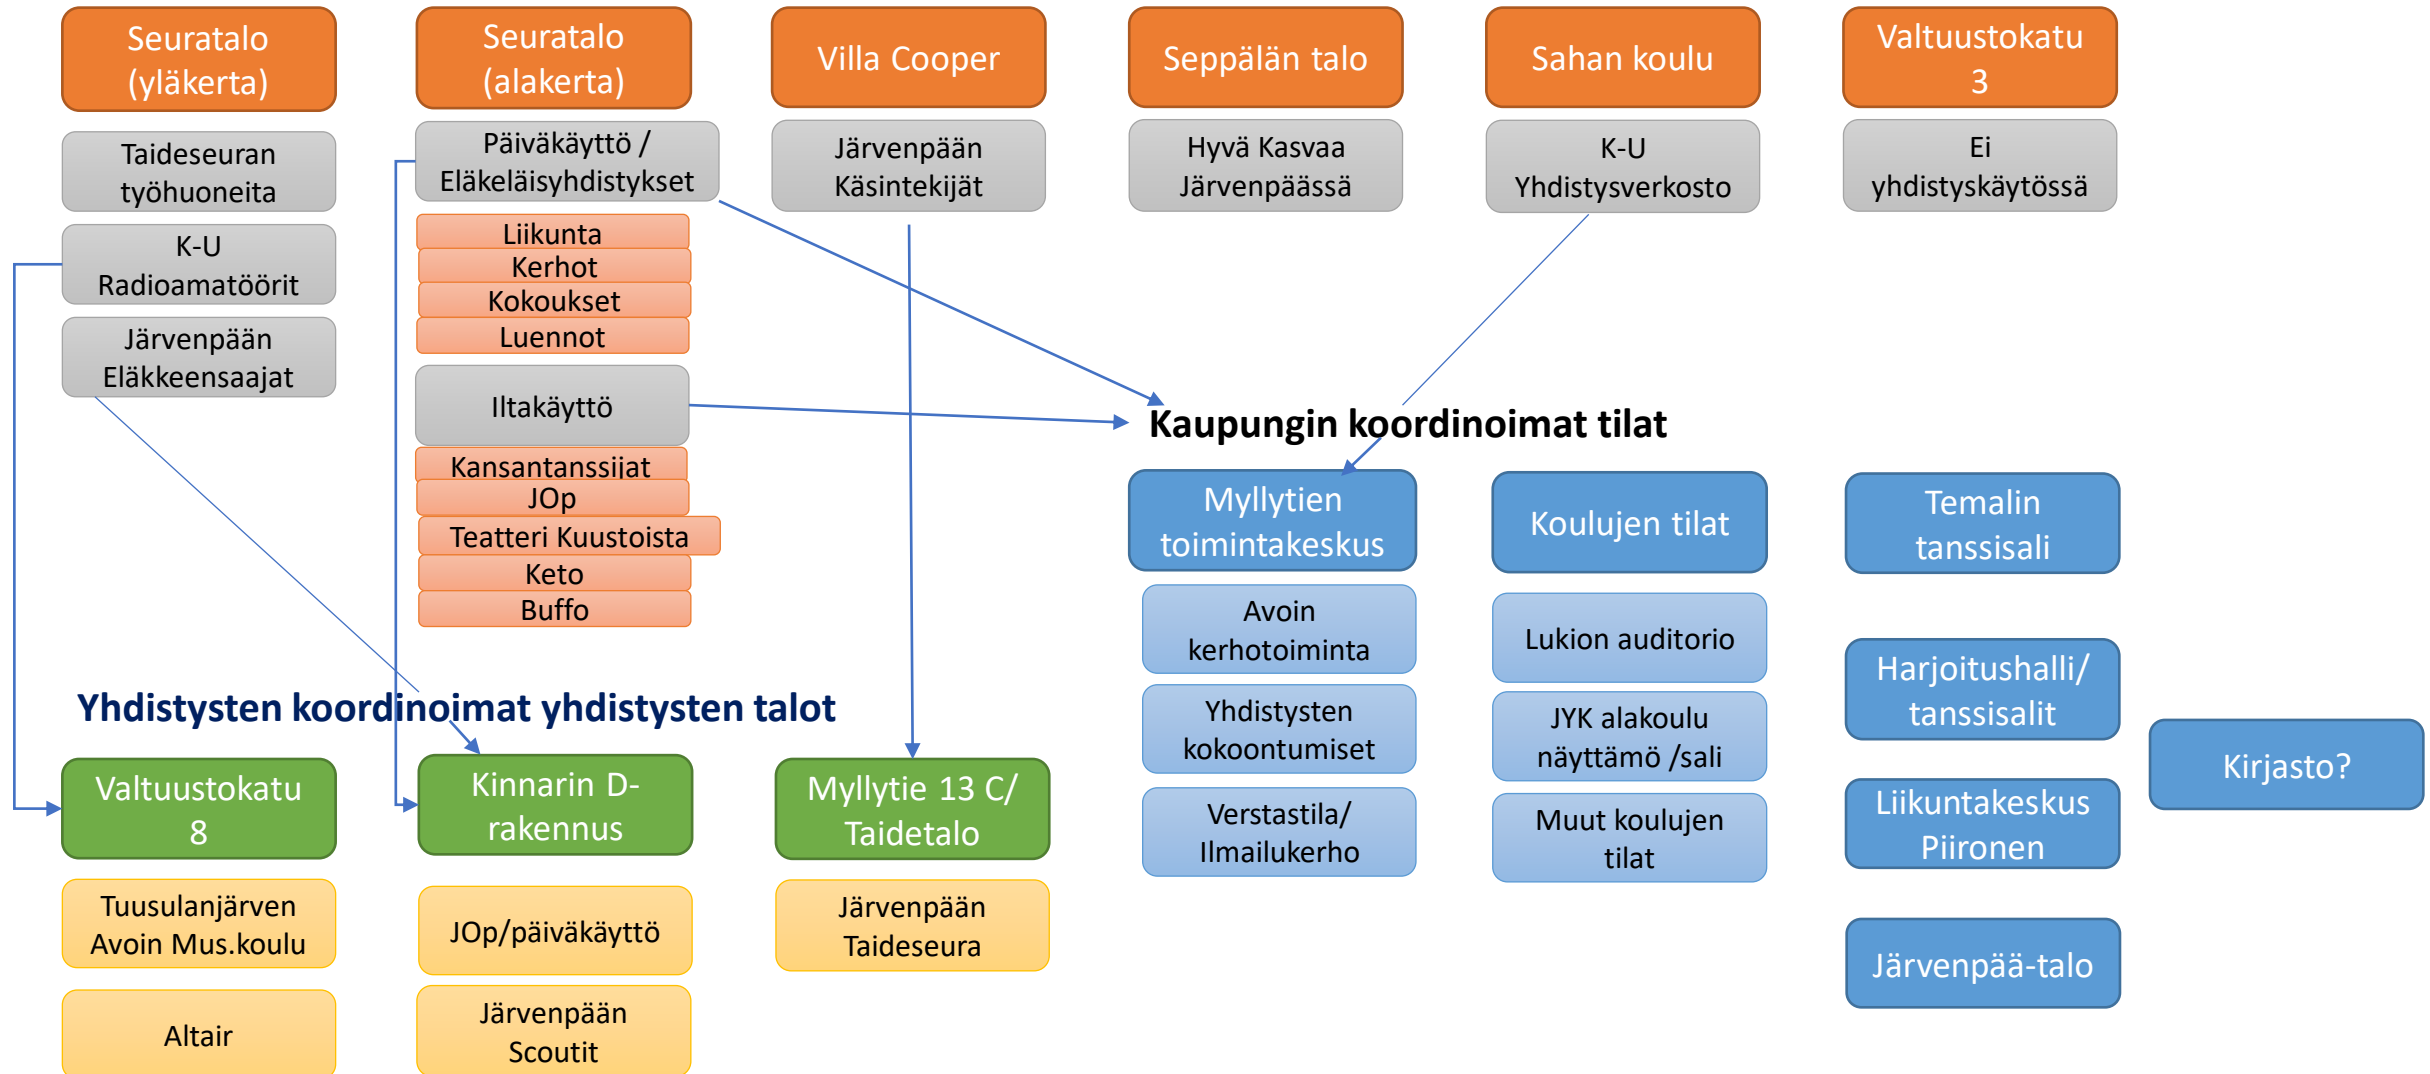 Seuratalo
(yläkerta)
Taideseuran
työhuoneita
K-U
Radioamatöörit
Järvenpään
Eläkkeensaajat
Seuratalo
(alakerta)
Päiväkäyttö /
Eläkeläisyhdistykset
Liikunta
Kerhot
Kokoukset
Luennot
Iltakäyttö
Kansantanssijat
JOp
Teatteri Kuustoista
Keto
Buffo
Villa Cooper
Järvenpään
Käsintekijät
Seppälän talo
Hyvä Kasvaa
Järvenpäässä
Sahan koulu
K-U
Yhdistysverkosto
Valtuustokatu
3
Ei
yhdistyskäytössä
Kaupungin koordinoimat tilat
Myllytien
toimintakeskus
Avoin
kerhotoiminta
Yhdistysten
kokoontumiset
Verstastila/
Ilmailukerho
Koulujen tilat
Lukion auditorio
JYK alakoulu
näyttämö /sali
Muut koulujen
tilat
Temalin
tanssisali
Harjoitushalli/
tanssisalit
Liikuntakeskus
Piironen
Järvenpää-talo
Kirjasto?
Yhdistysten koordinoimat yhdistysten talot
Valtuustokatu
8
Tuusulanjärven
Avoin Mus.koulu
Altair
Kinnarin D-
rakennus
JOp/päiväkäyttö
Järvenpään
Scoutit
Myllytie 13 C/
Taidetalo
Järvenpään
Taideseura